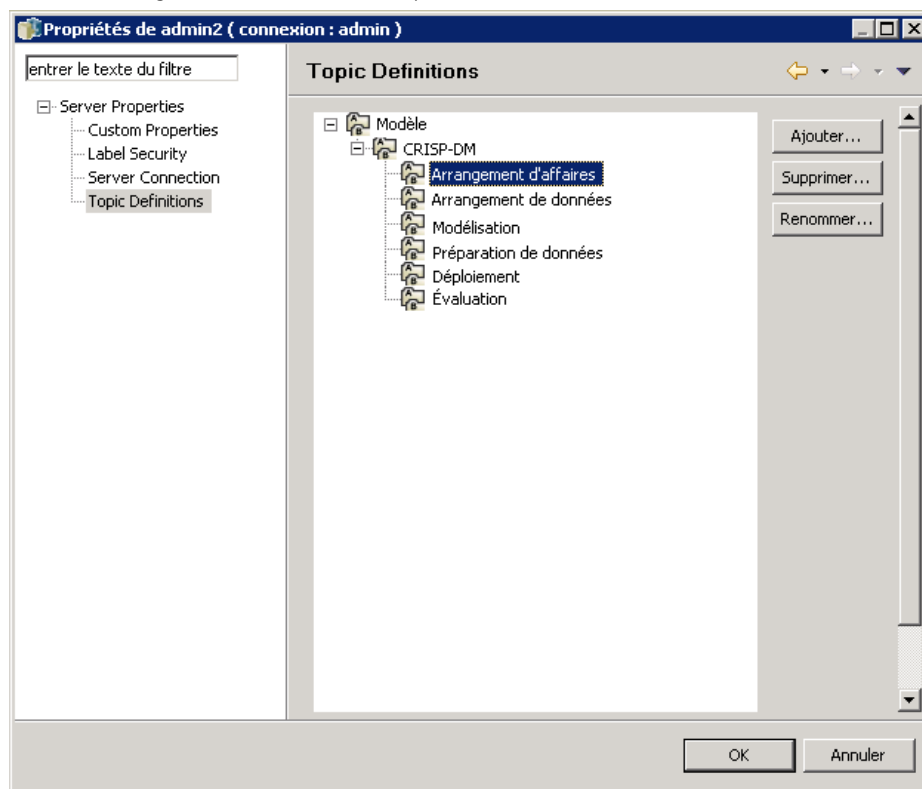 Propriétés de admin2 ( connexion : admin )
entrer le texte du filtre
Topic Definitions
Server Properties
Custom Properties
Label Security
Server Connection
Topic Definitions
Modèle
CRISP-DM
Arrangement d'affaires
Arrangement de données
Modélisation
Préparation de données
Déploiement
Évaluation
Ajouter...
Supprimer...
Renommer...
OK
Annuler